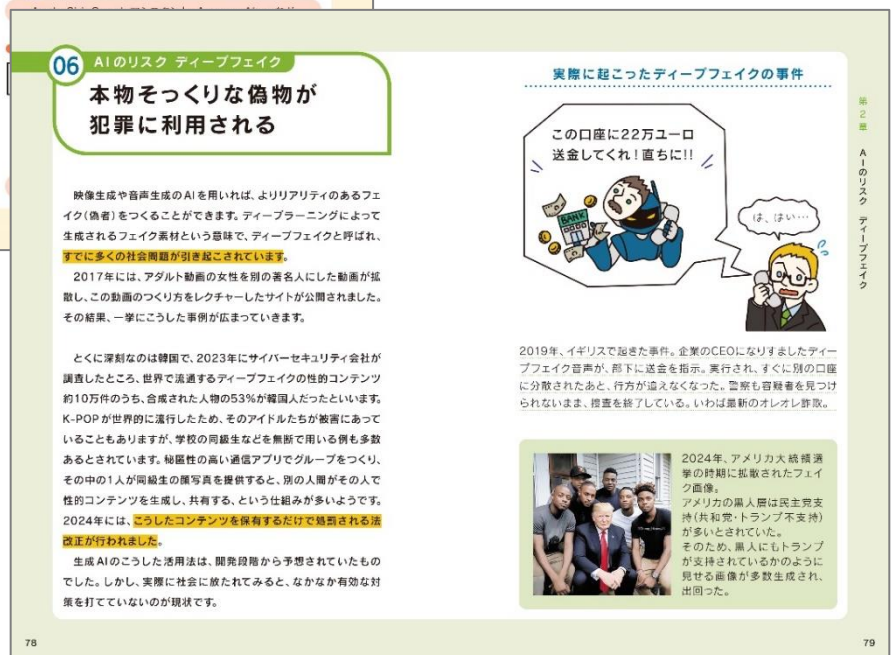 06
AIのリスク ディープフェイク
本物そっくりな偽物が
犯罪に利用される
映像生成や音声生成のAIを用いれば、よりリアリティのあるフェ
イク(偽者)をつくることができます。ディープラーニングによって
生成されるフェイク素材という意味で、ディープフェイクと呼ばれ、
すでに多くの社会問題が引き起こされています。
2017年には、アダルト動画の女性を別の著名人にした動画が拡
散し、この動画のつくり方をレクチャーしたサイトが公開されました。
その結果、一挙にこうした事例が広まっていきます。
とくに深刻なのは韓国で、2023年にサイバーセキュリティ会社が
調査したところ、世界で流通するディープフェイクの性的コンテンツ
約10万件のうち、合成された人物の53%が韓国人だったといいます。
K-POPが世界的に流行したため、そのアイドルたちが被害にあって
いることもありますが、学校の同級生などを無断で用いる例も多数
あるとされています。秘匿性の高い通信アプリでグループをつくり、
その中の1人が同級生の顔写真を提供すると、別の人間がその人で
性的コンテンツを生成し、共有する、という仕組みが多いようです。
2024年には、こうしたコンテンツを保有するだけで処罰される法
改正が行われました。
生成AIのこうした活用法は、開発段階から予想されていたもの
でした。しかし、実際に社会に放たれてみると、なかなか有効な対
策を打てていないのが現状です。
78
実際に起こったディープフェイクの事件
この口座に22万ユーロ
送金してくれ！直ちに!!
BANK
は、はい…
2019年、イギリスで起きた事件。企業のCEOになりすましたディー
プフェイク音声が、部下に送金を指示。実行され、すぐに別の口座
に分散されたあと、行方が追えなくなった。警察も容疑者を見つけ
られないまま、捜査を終了している。いわば最新のオレオレ詐欺。
2024年、アメリカ大統領選
挙の時期に拡散されたフェイ
ク画像。
アメリカの黒人層は民主党支
持(共和党・トランプ不支持)
が多いとされていた。
そのため、黒人にもトランプ
が支持されているかのように
見せる画像が多数生成され、
出回った。
第2章 AIのリスク ディープフェイク
79